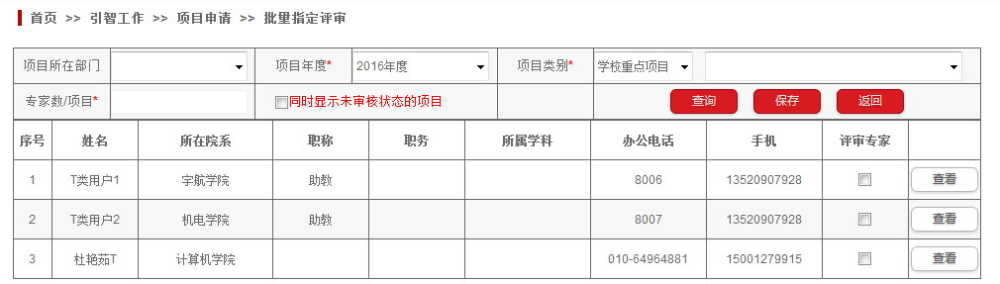 首页 >> 引智工作 >> 项目申请 >> 批量指定评审
项目所在部门 项目年度* 2016年度 项目类别* 学校重点项目
专家数/项目* 同时显示未审核状态的项目 查询 保存 返回
序号 姓名 所在院系 职称 职务 所属学科 办公电话 手机 评审专家
1 T类用户1 宇航学院 助教 8006 13520907928 查看
2 T类用户2 机电学院 助教 8007 13520907928 查看
3 杜艳茹T 计算机学院 010-64964881 15001279915 查看